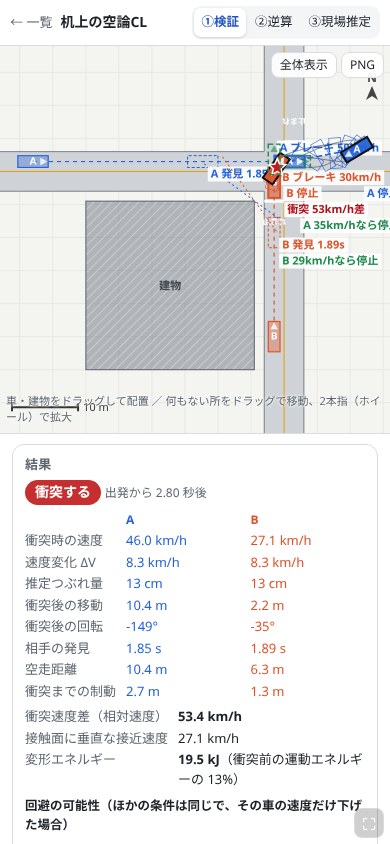 ← 一覧 机上の空論CL ①検証 ②逆算 ③現場推定
全体表示 PNG
N
A ブレーキ 50
h
A
A
A 発見 1.89
B ブレーキ 30km/h
B 停止
A 停
衝突 53km/h差
A 35km/hなら停
B 発見 1.89s
B 29km/hなら停止
建物
B
車・建物をドラッグして配置 ／ 何もない所をドラッグで移動、2本指（ホイ
ール）で拡大
10 m
結果
衝突する 出発から 2.80 秒後
A B
衝突時の速度 46.0 km/h 27.1 km/h
速度変化 ΔV 8.3 km/h 8.3 km/h
推定つぶれ量 13 cm 13 cm
衝突後の移動 10.4 m 2.2 m
衝突後の回転 -149° -35°
相手の発見 1.85 s 1.89 s
空走距離 10.4 m 6.3 m
衝突までの制動 2.7 m 1.3 m
衝突速度差（相対速度） 53.4 km/h
接触面に垂直な接近速度 27.1 km/h
変形エネルギー 19.5 kJ（衝突前の運動エネルギ
ーの 13%）
回避の可能性（ほかの条件は同じで、その車の速度だけ下げ
た場合）